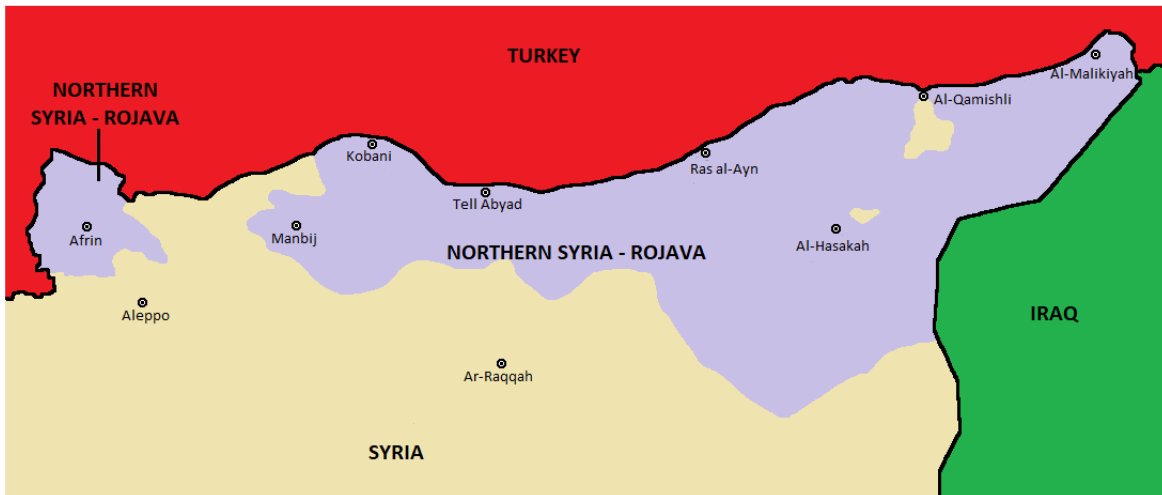 TURKEY
NORTHERN
SYRIA - ROJAVA
Al-Malikiyah
Al-Qamishli
Kobani
Ras al-Ayn
Tell Abyad
Afrin
Manbij
NORTHERN SYRIA - ROJAVA
Al-Hasakah
Aleppo
IRAQ
Ar-Raqqah
SYRIA